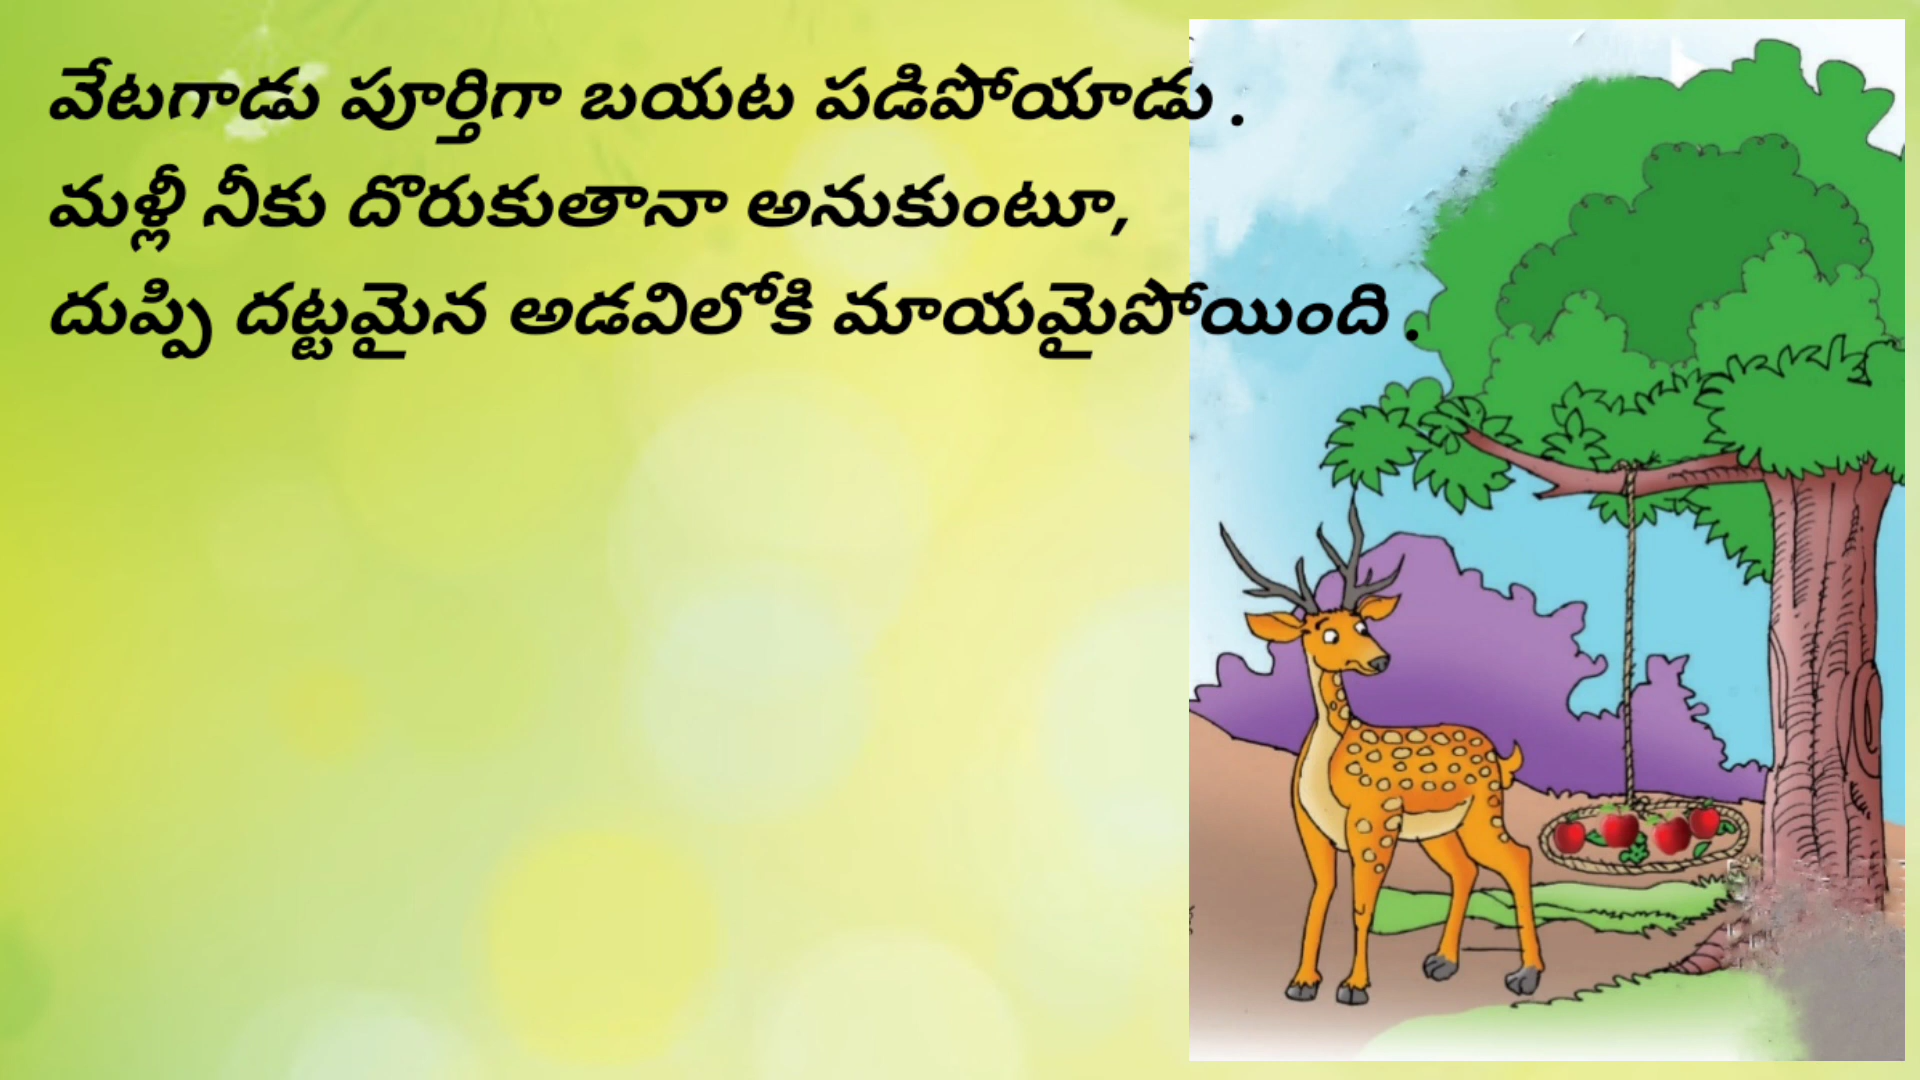 వేటగాడు పూర్తిగా బయట పడిపోయాడు .
మళ్లీ నీకు దొరుకుతానా అనుకుంటూ,
దుప్పి దట్టమైన అడవిలోకి మాయమైపోయింది .